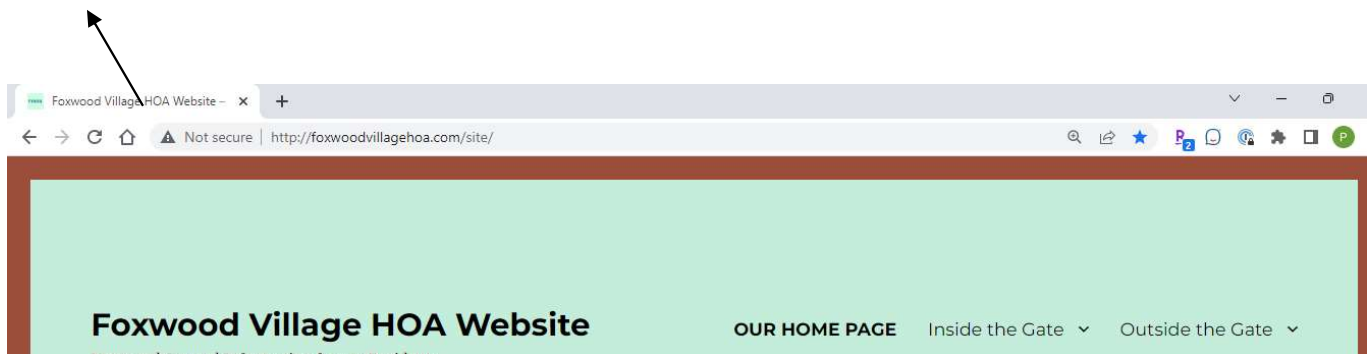 Foxwood Village HOA Website –
Not secure | http://foxwoodvillagehoa.com/site/
2
P
Foxwood Village HOA Website
OUR HOME PAGE Inside the Gate Outside the Gate